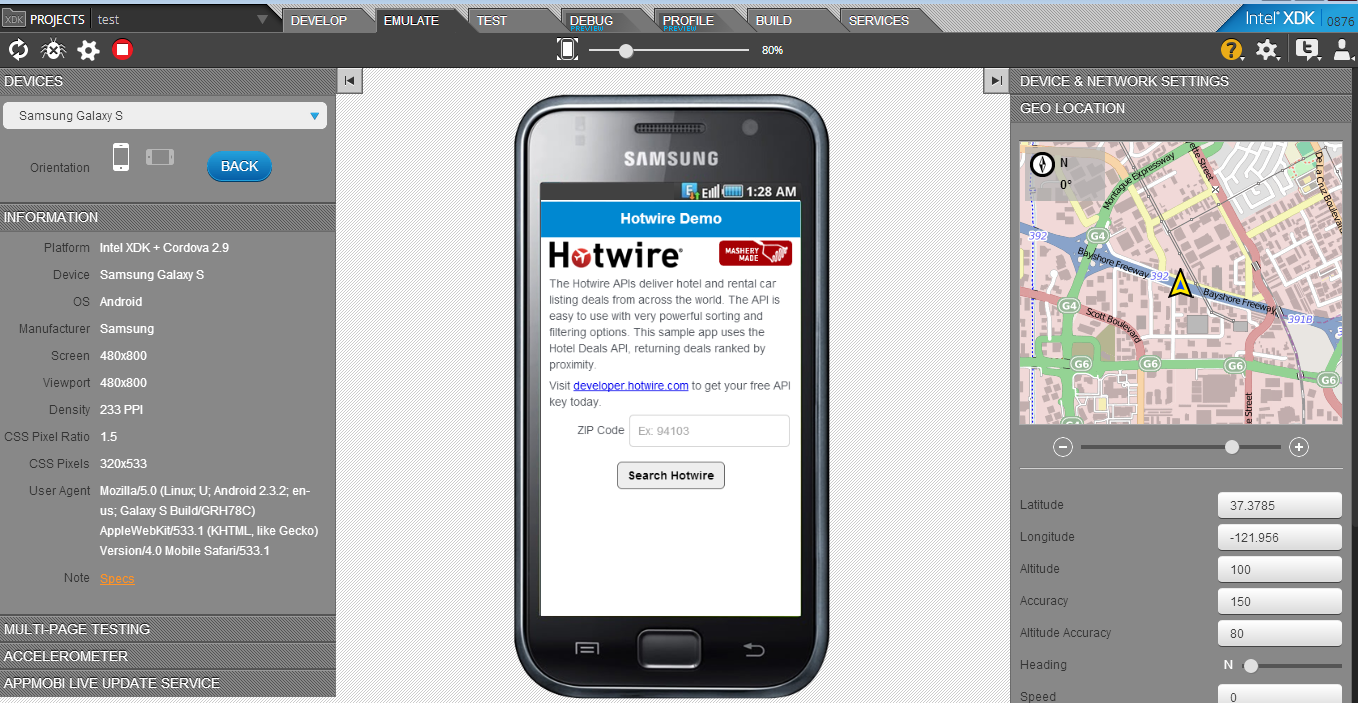 XDK PROJECTS test
DEVELOP
EMULATE
TEST
DEBUG
PREVIEW
PROFILE
PREVIEW
BUILD
SERVICES
Intel XDK 0876
80%
?
DEVICES
Samsung Galaxy S
Orientation
BACK
INFORMATION
Platform Intel XDK + Cordova 2.9
Device Samsung Galaxy S
OS Android
Manufacturer Samsung
Screen 480x800
Viewport 480x800
Density 233 PPI
CSS Pixel Ratio 1.5
CSS Pixels 320x533
User Agent Mozilla/5.0 (Linux; U; Android 2.3.2; en-
us; Galaxy S Build/GRH78C)
AppleWebKit/533.1 (KHTML, like Gecko)
Version/4.0 Mobile Safari/533.1
Note Specs
MULTI-PAGE TESTING
ACCELEROMETER
APPMOBI LIVE UPDATE SERVICE
SAMSUNG
E 1:28 AM
Hotwire Demo
Hotwire®
MASHERY
MADE
The Hotwire APIs deliver hotel and rental car
listing deals from across the world. The API is
easy to use with very powerful sorting and
filtering options. This sample app uses the
Hotel Deals API, returning deals ranked by
proximity.
Visit developer.hotwire.com to get your free API
key today.
ZIP Code Ex: 94103
Search Hotwire
DEVICE & NETWORK SETTINGS
GEO LOCATION
N
0°
Montague Expressway
De La Cruz Boulevard
392
G4
Bayshore Freeway
392
Bayshore Freeway
391B
G4
Scott Boulevard
G6
G6
G6
G6
Street
Latitude 37.3785
Longitude -121.956
Altitude 100
Accuracy 150
Altitude Accuracy 80
Heading N
Speed 0